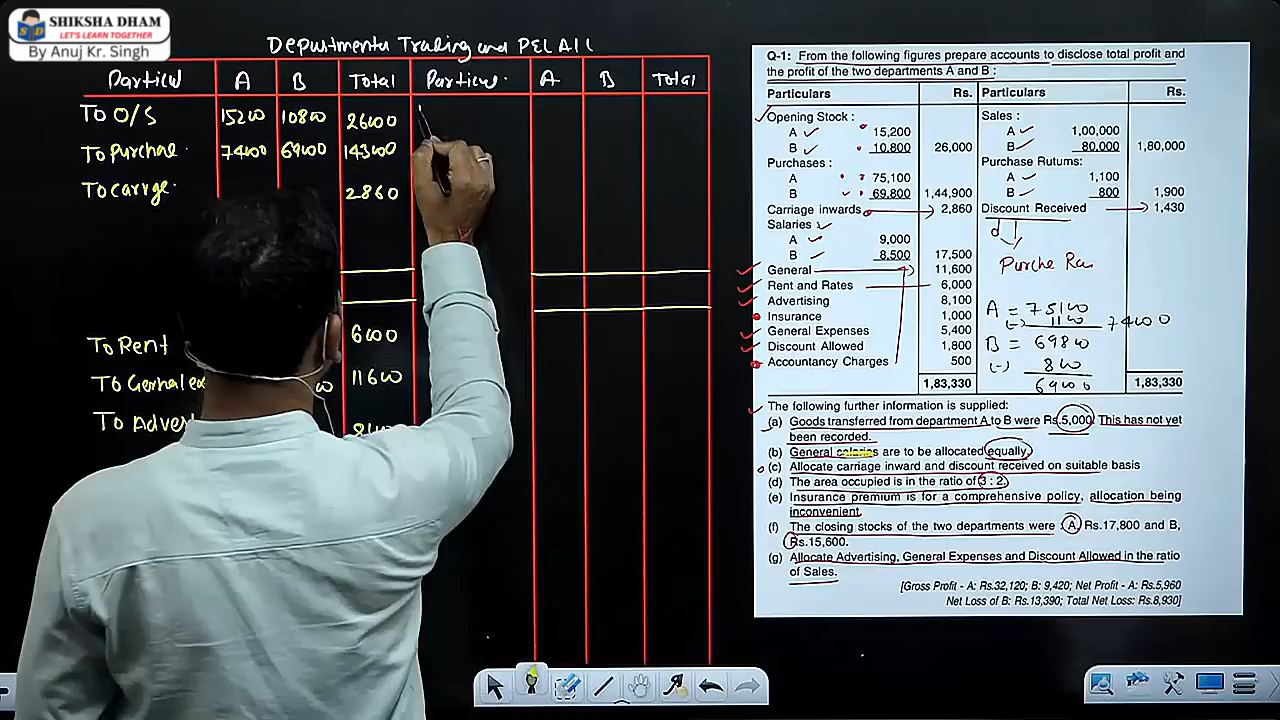 SHIKSHA DHAM
LET'S LEARN TOGETHER
By Anuj Kr. Singh
Departmental Trading and P&L A/c
Particul A B Total Particul. A B Total
To O/S 15200 10800 26000
To Purchase. 74000 69000 143000
To Carrge. 2860
To Rent 6000
To Gernal 11600
To Advert
Q-1: From the following figures prepare accounts to disclose total profit and
the profit of the two departments A and B :
Particulars Rs. Particulars Rs.
Opening Stock : Sales :
A 15,200 A 1,00,000
B 10.800 26,000 B 80.000 1,80,000
Purchases : Purchase Ruturns:
A 75,100 A 1,100
B 69.800 1,44,900 B 800 1,900
Carriage inwards 2,860 Discount Received 1,430
Salaries
A 9,000
B 8.500 17,500
General 11,600
Rent and Rates 6,000
Advertising 8,100
Insurance 1,000
General Expenses 5,400
Discount Allowed 1,800
Accountancy Charges 500
1,83,330 1,83,330
Purche Ra
A = 75100
(-) 1100 74000
B = 69800
(-) 800
69000
The following further information is supplied:
(a) Goods transferred from department A to B were Rs.5,000. This has not yet
been recorded.
(b) General salaries are to be allocated equally.
(c) Allocate carriage inward and discount received on suitable basis
(d) The area occupied is in the ratio of 3 : 2.
(e) Insurance premium is for a comprehensive policy, allocation being
inconvenient.
(f) The closing stocks of the two departments were : A Rs.17,800 and B,
Rs.15,600.
(g) Allocate Advertising, General Expenses and Discount Allowed in the ratio
of Sales.
[Gross Profit - A: Rs.32,120; B: 9,420; Net Profit - A: Rs.5,960
Net Loss of B: Rs.13,390; Total Net Loss: Rs.8,930]